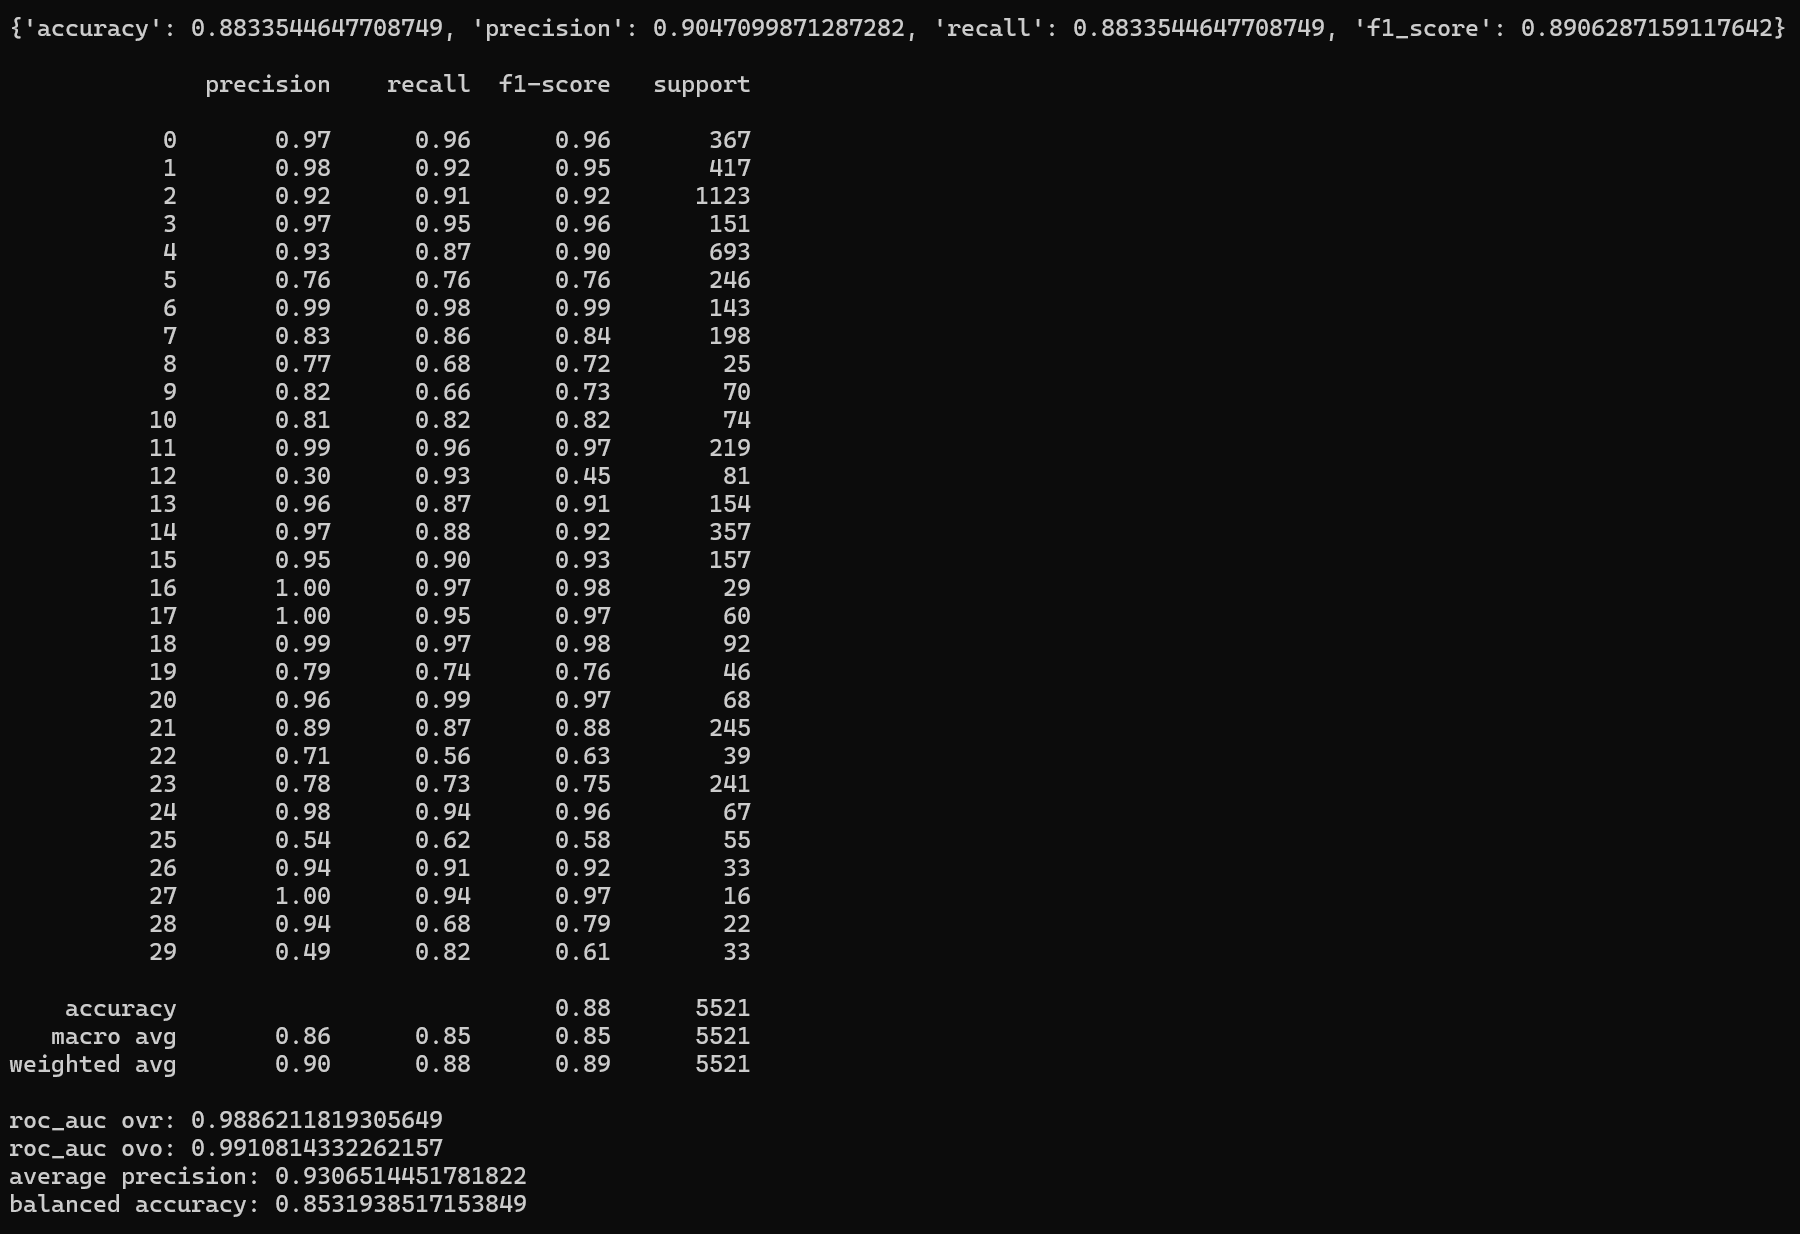 {'accuracy': 0.8833544647708749, 'precision': 0.9047099871287282, 'recall': 0.8833544647708749, 'f1_score': 0.8906287159117642}
precision recall f1-score support
0 0.97 0.96 0.96 367
1 0.98 0.92 0.95 417
2 0.92 0.91 0.92 1123
3 0.97 0.95 0.96 151
4 0.93 0.87 0.90 693
5 0.76 0.76 0.76 246
6 0.99 0.98 0.99 143
7 0.83 0.86 0.84 198
8 0.77 0.68 0.72 25
9 0.82 0.66 0.73 70
10 0.81 0.82 0.82 74
11 0.99 0.96 0.97 219
12 0.30 0.93 0.45 81
13 0.96 0.87 0.91 154
14 0.97 0.88 0.92 357
15 0.95 0.90 0.93 157
16 1.00 0.97 0.98 29
17 1.00 0.95 0.97 60
18 0.99 0.97 0.98 92
19 0.79 0.74 0.76 46
20 0.96 0.99 0.97 68
21 0.89 0.87 0.88 245
22 0.71 0.56 0.63 39
23 0.78 0.73 0.75 241
24 0.98 0.94 0.96 67
25 0.54 0.62 0.58 55
26 0.94 0.91 0.92 33
27 1.00 0.94 0.97 16
28 0.94 0.68 0.79 22
29 0.49 0.82 0.61 33
accuracy 0.88 5521
macro avg 0.86 0.85 0.85 5521
weighted avg 0.90 0.88 0.89 5521
roc_auc ovr: 0.9886211819305649
roc_auc ovo: 0.9910814332262157
average precision: 0.9306514451781822
balanced accuracy: 0.8531938517153849